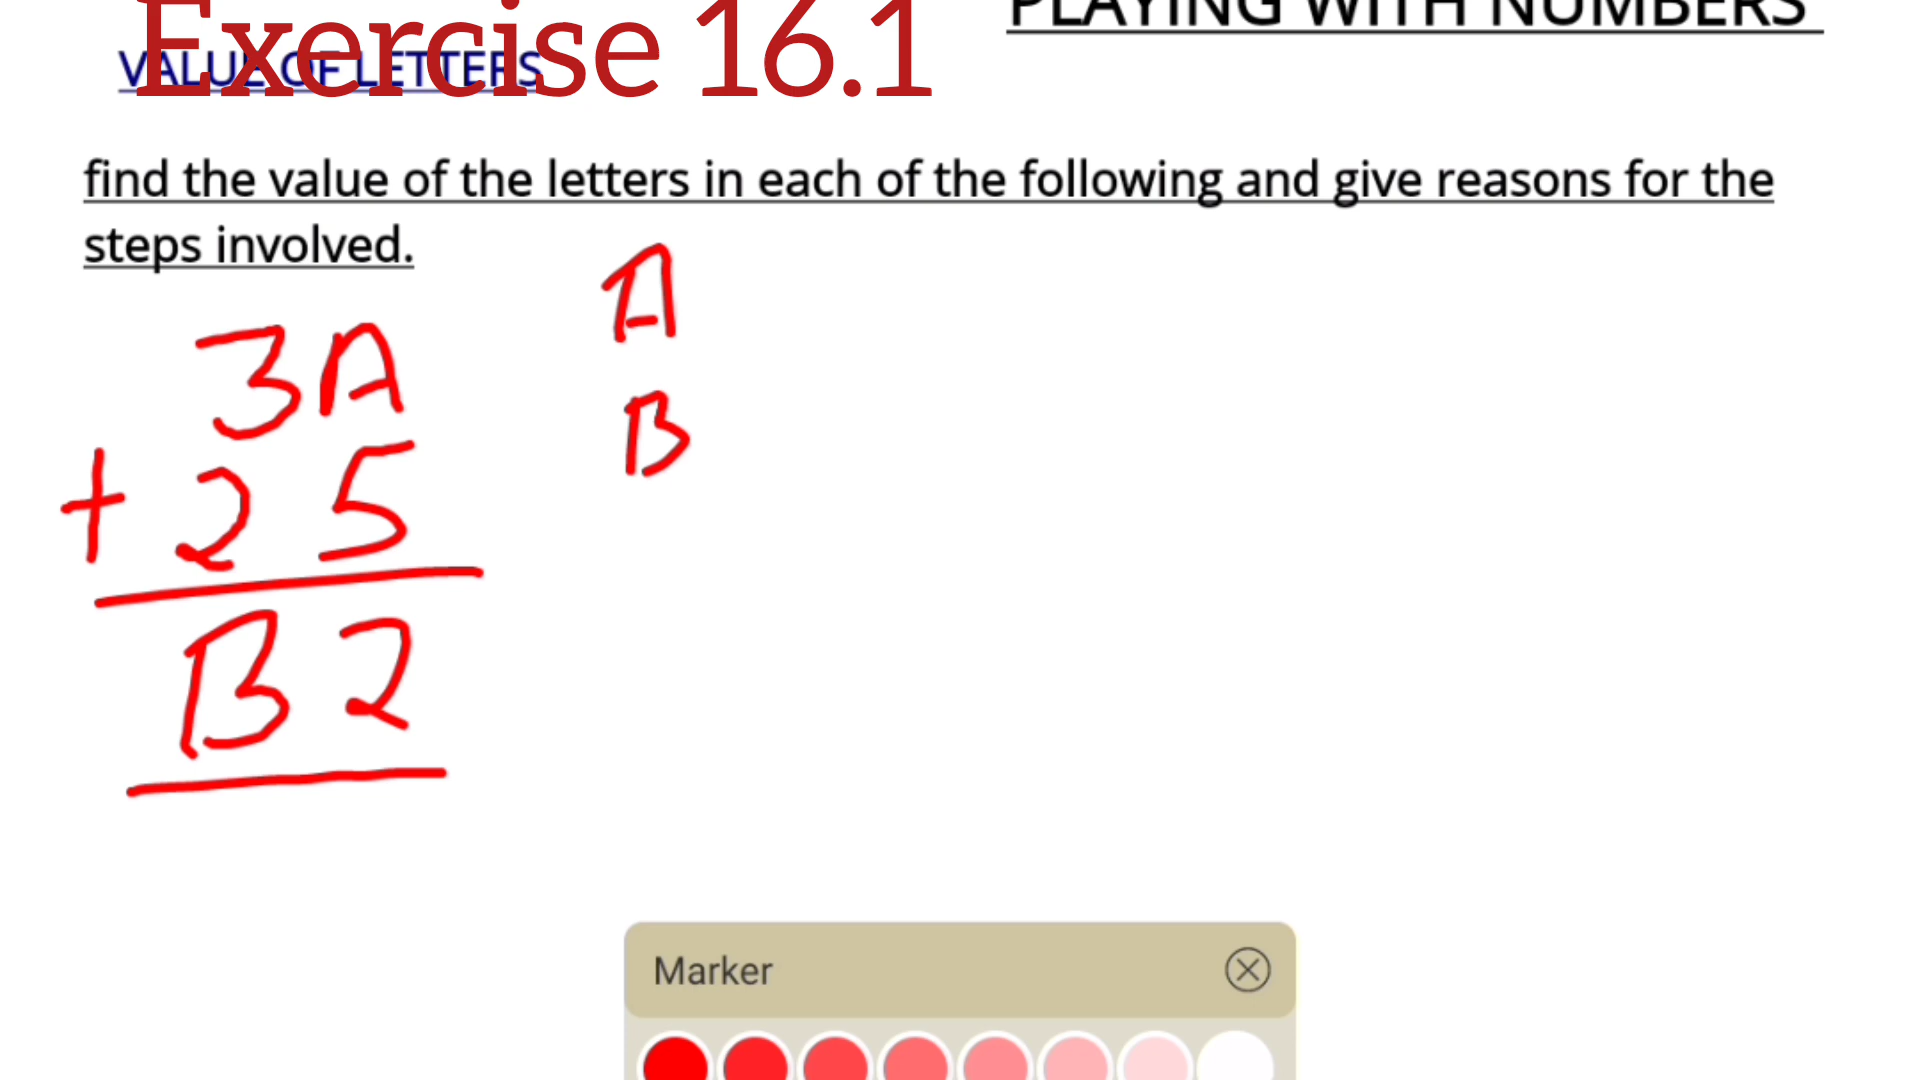 PLAYING WITH NUMBERS
Exercise 16.1
VALUE OF LETTERS
find the value of the letters in each of the following and give reasons for the
steps involved.
A
3A
B
+ 25
B2
Marker